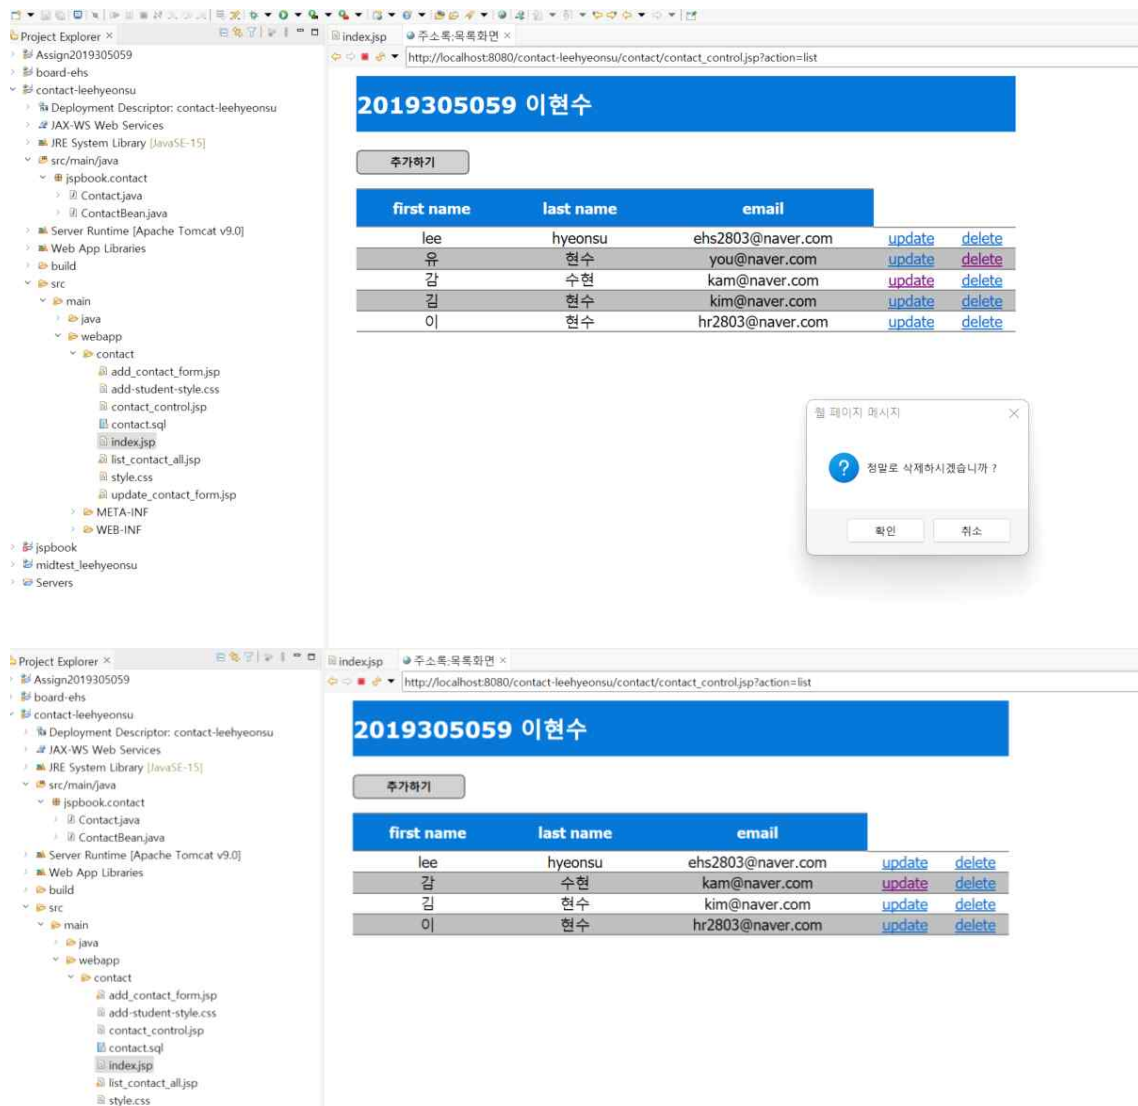 Project Explorer ×
index.jsp
주소록:목록화면 ×
Assign2019305059
http://localhost:8080/contact-leehyeonsu/contact/contact_control.jsp?action=list
board-ehs
contact-leehyeonsu
Deployment Descriptor: contact-leehyeonsu
JAX-WS Web Services
JRE System Library [JavaSE-15]
src/main/java
jspbook.contact
Contact.java
ContactBean.java
Server Runtime [Apache Tomcat v9.0]
Web App Libraries
build
src
main
java
webapp
contact
add_contact_form.jsp
add-student-style.css
contact_control.jsp
contact.sql
index.jsp
list_contact_all.jsp
style.css
update_contact_form.jsp
META-INF
WEB-INF
jspbook
midtest_leehyeonsu
Servers
2019305059 이현수
추가하기
first name last name email
lee hyeonsu ehs2803@naver.com update delete
유 현수 you@naver.com update delete
감 수현 kam@naver.com update delete
김 현수 kim@naver.com update delete
이 현수 hr2803@naver.com update delete
웹 페이지 메시지
정말로 삭제하시겠습니까 ?
확인 취소
Project Explorer ×
index.jsp
주소록:목록화면 ×
Assign2019305059
http://localhost:8080/contact-leehyeonsu/contact/contact_control.jsp?action=list
board-ehs
contact-leehyeonsu
Deployment Descriptor: contact-leehyeonsu
JAX-WS Web Services
JRE System Library [JavaSE-15]
src/main/java
jspbook.contact
Contact.java
ContactBean.java
Server Runtime [Apache Tomcat v9.0]
Web App Libraries
build
src
main
java
webapp
contact
add_contact_form.jsp
add-student-style.css
contact_control.jsp
contact.sql
index.jsp
list_contact_all.jsp
style.css
2019305059 이현수
추가하기
first name last name email
lee hyeonsu ehs2803@naver.com update delete
감 수현 kam@naver.com update delete
김 현수 kim@naver.com update delete
이 현수 hr2803@naver.com update delete